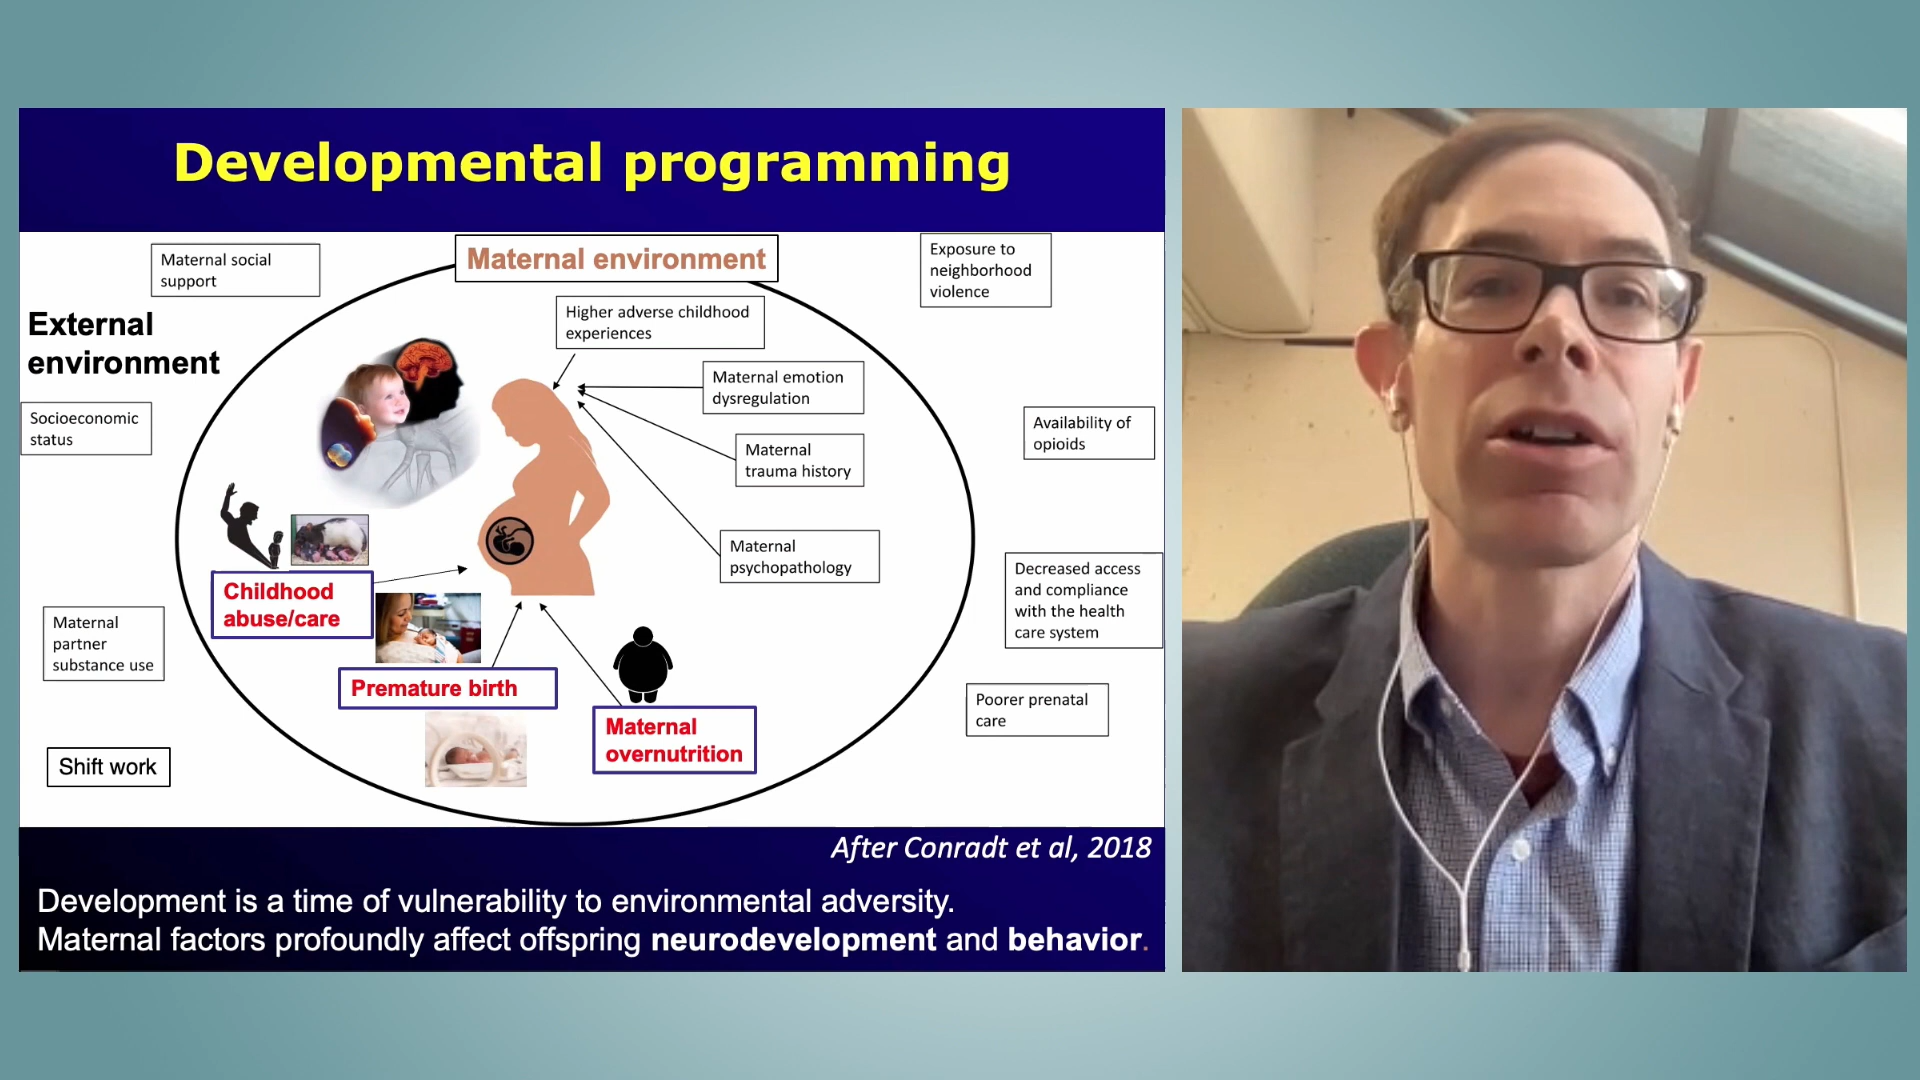 Developmental programming
Maternal environment
Maternal social
support
Exposure to
neighborhood
violence
External
environment
Higher adverse childhood
experiences
Maternal emotion
dysregulation
Socioeconomic
status
Availability of
opioids
Maternal
trauma history
Maternal
psychopathology
Decreased access
and compliance
with the health
care system
Childhood
abuse/care
Maternal
partner
substance use
Premature birth
Poorer prenatal
care
Maternal
overnutrition
Shift work
After Conradt et al, 2018
Development is a time of vulnerability to environmental adversity.
Maternal factors profoundly affect offspring neurodevelopment and behavior.